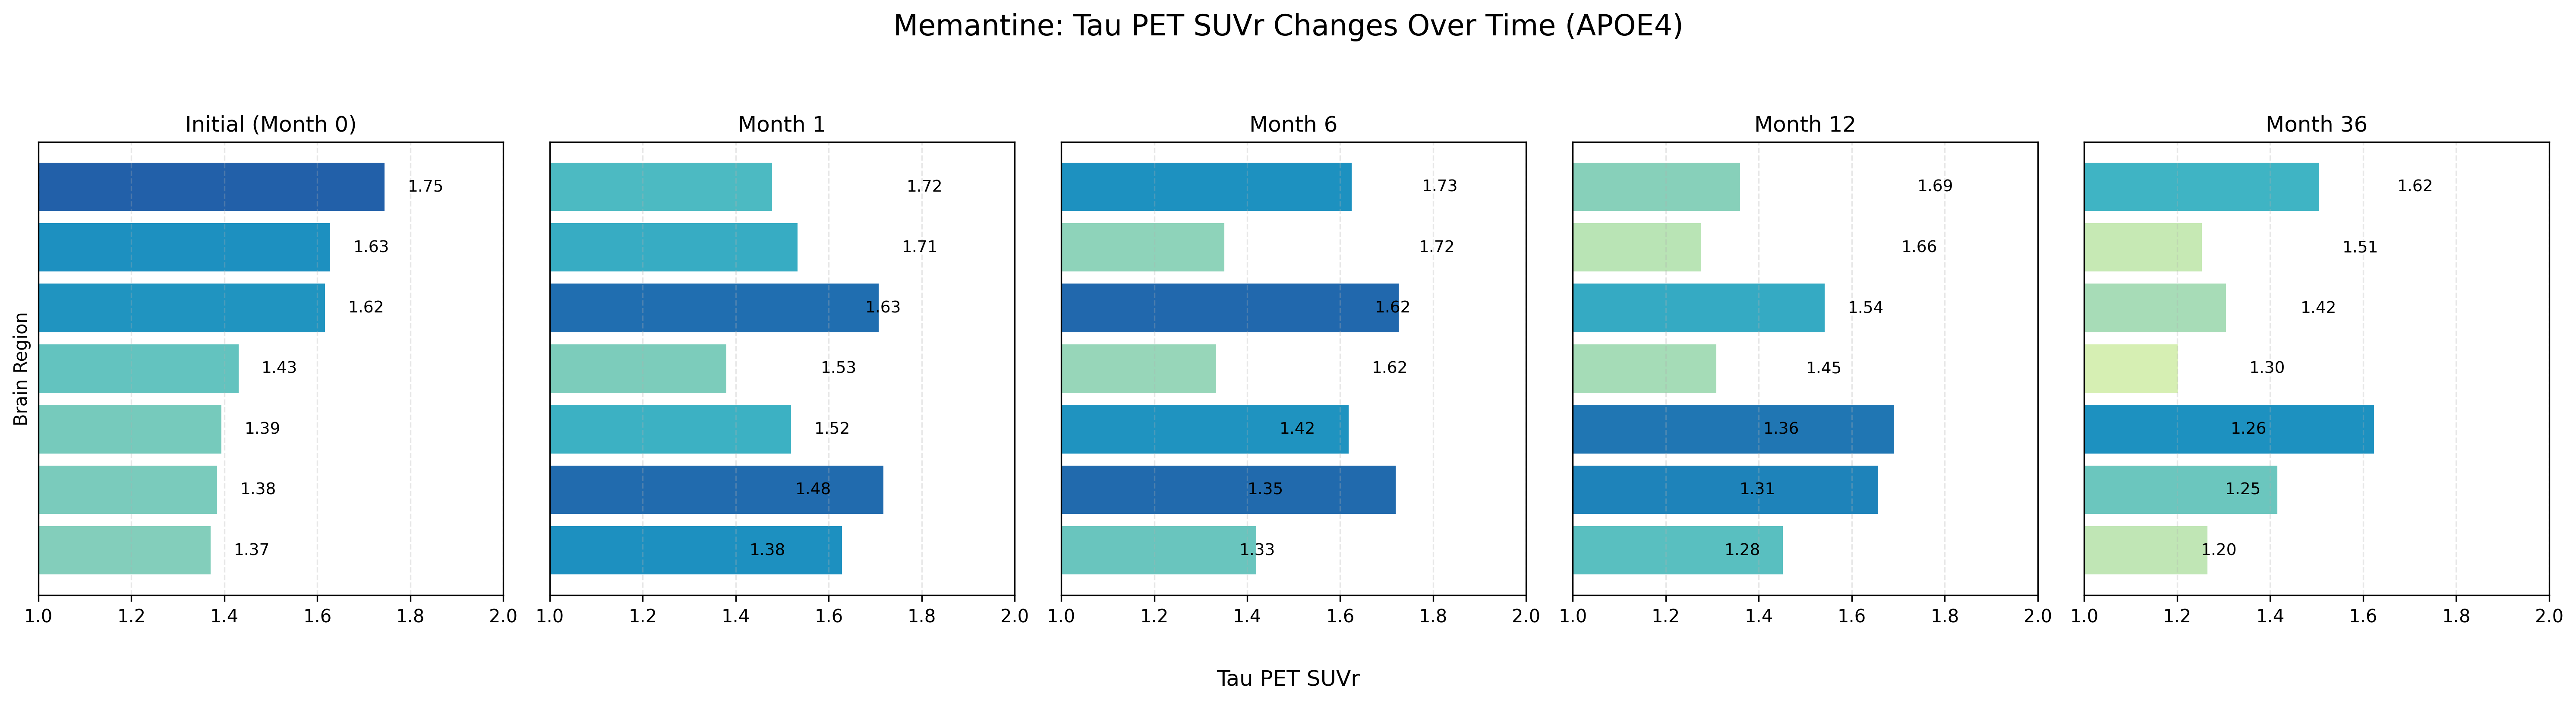 Memantine: Tau PET SUVr Changes Over Time (APOE4)
Initial (Month 0)
Brain Region
1.75
1.63
1.62
1.43
1.39
1.38
1.37
1.0 1.2 1.4 1.6 1.8 2.0
Month 1
1.72
1.71
1.63
1.53
1.52
1.48
1.38
1.0 1.2 1.4 1.6 1.8 2.0
Month 6
1.73
1.72
1.62
1.62
1.42
1.35
1.33
1.0 1.2 1.4 1.6 1.8 2.0
Month 12
1.69
1.66
1.54
1.45
1.36
1.31
1.28
1.0 1.2 1.4 1.6 1.8 2.0
Month 36
1.62
1.51
1.42
1.30
1.26
1.25
1.20
1.0 1.2 1.4 1.6 1.8 2.0
Tau PET SUVr